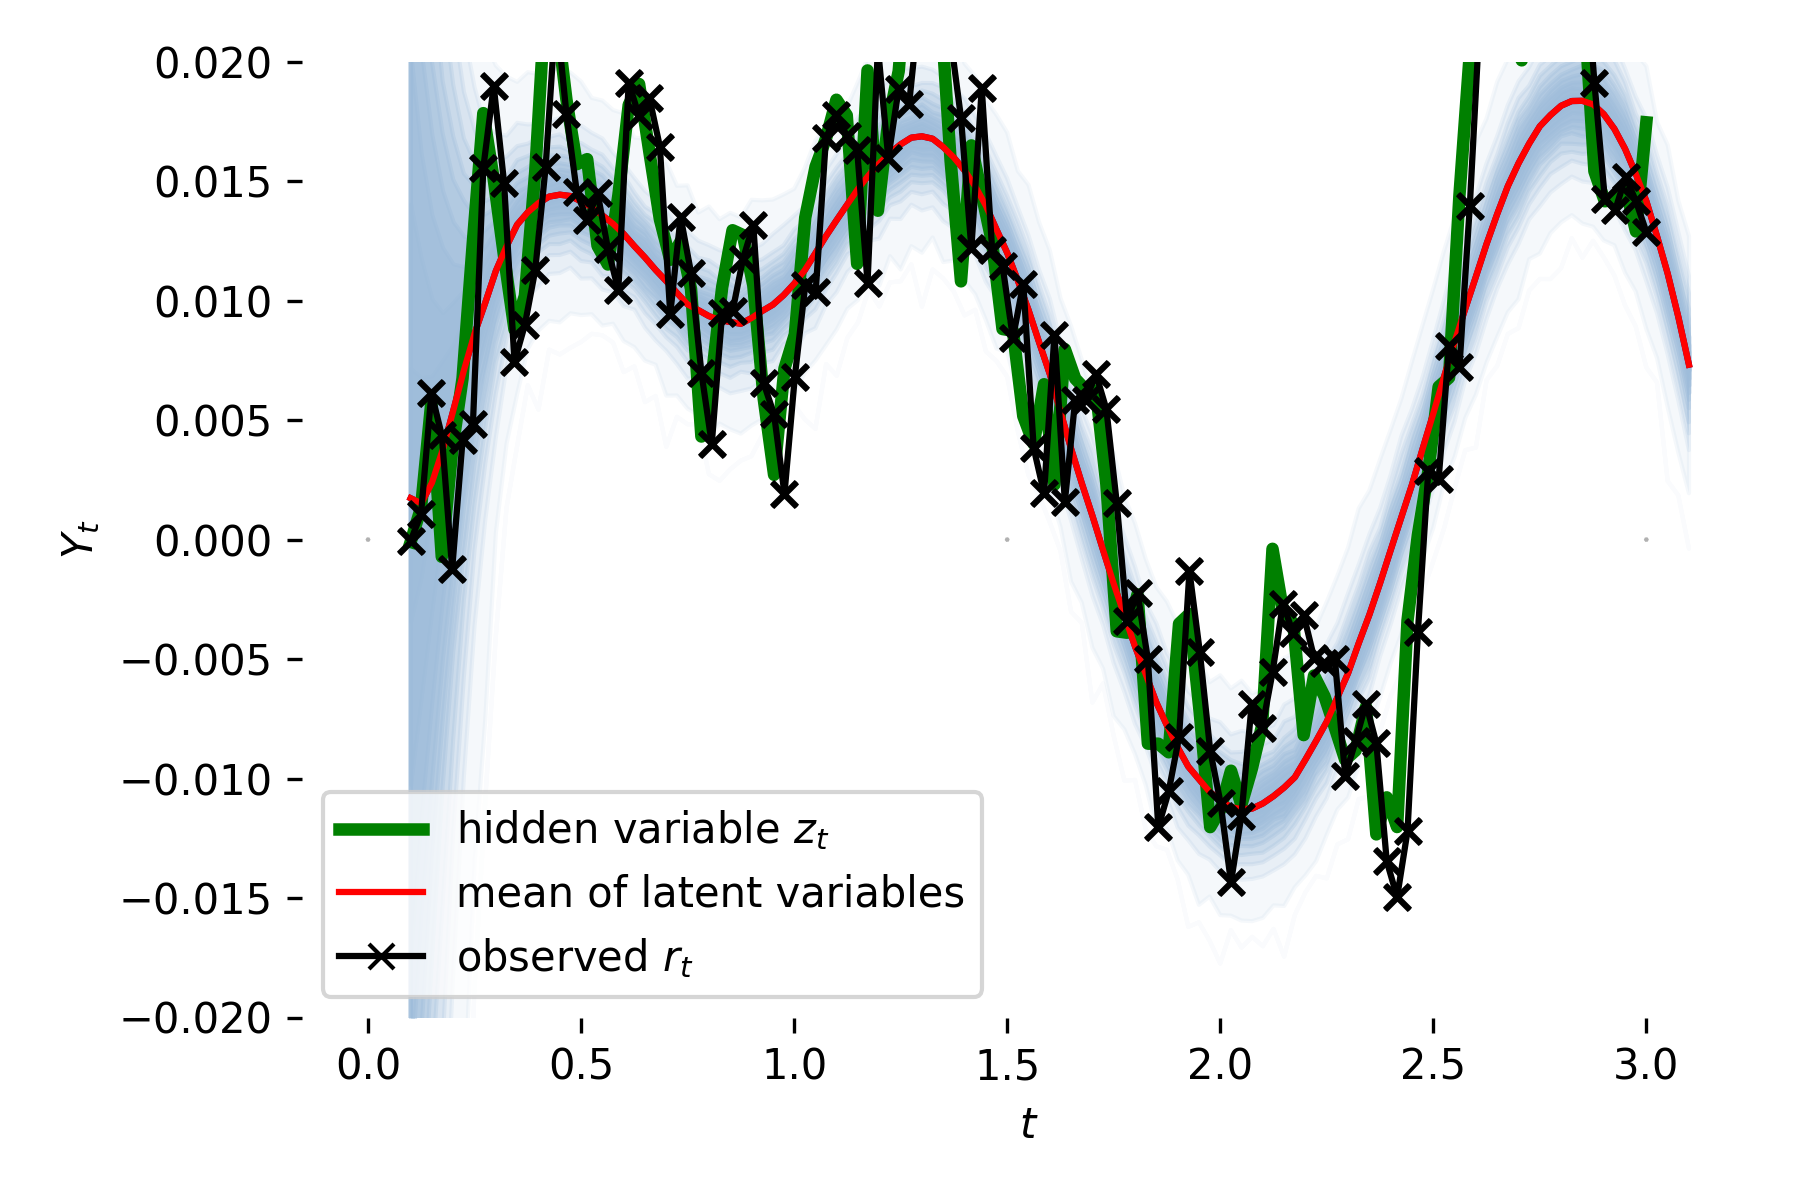 0.020
0.015
0.010
0.005
0.000
−0.005
−0.010
−0.015
−0.020
Y_t
hidden variable z_t
mean of latent variables
observed r_t
0.0 0.5 1.0 1.5 2.0 2.5 3.0
t